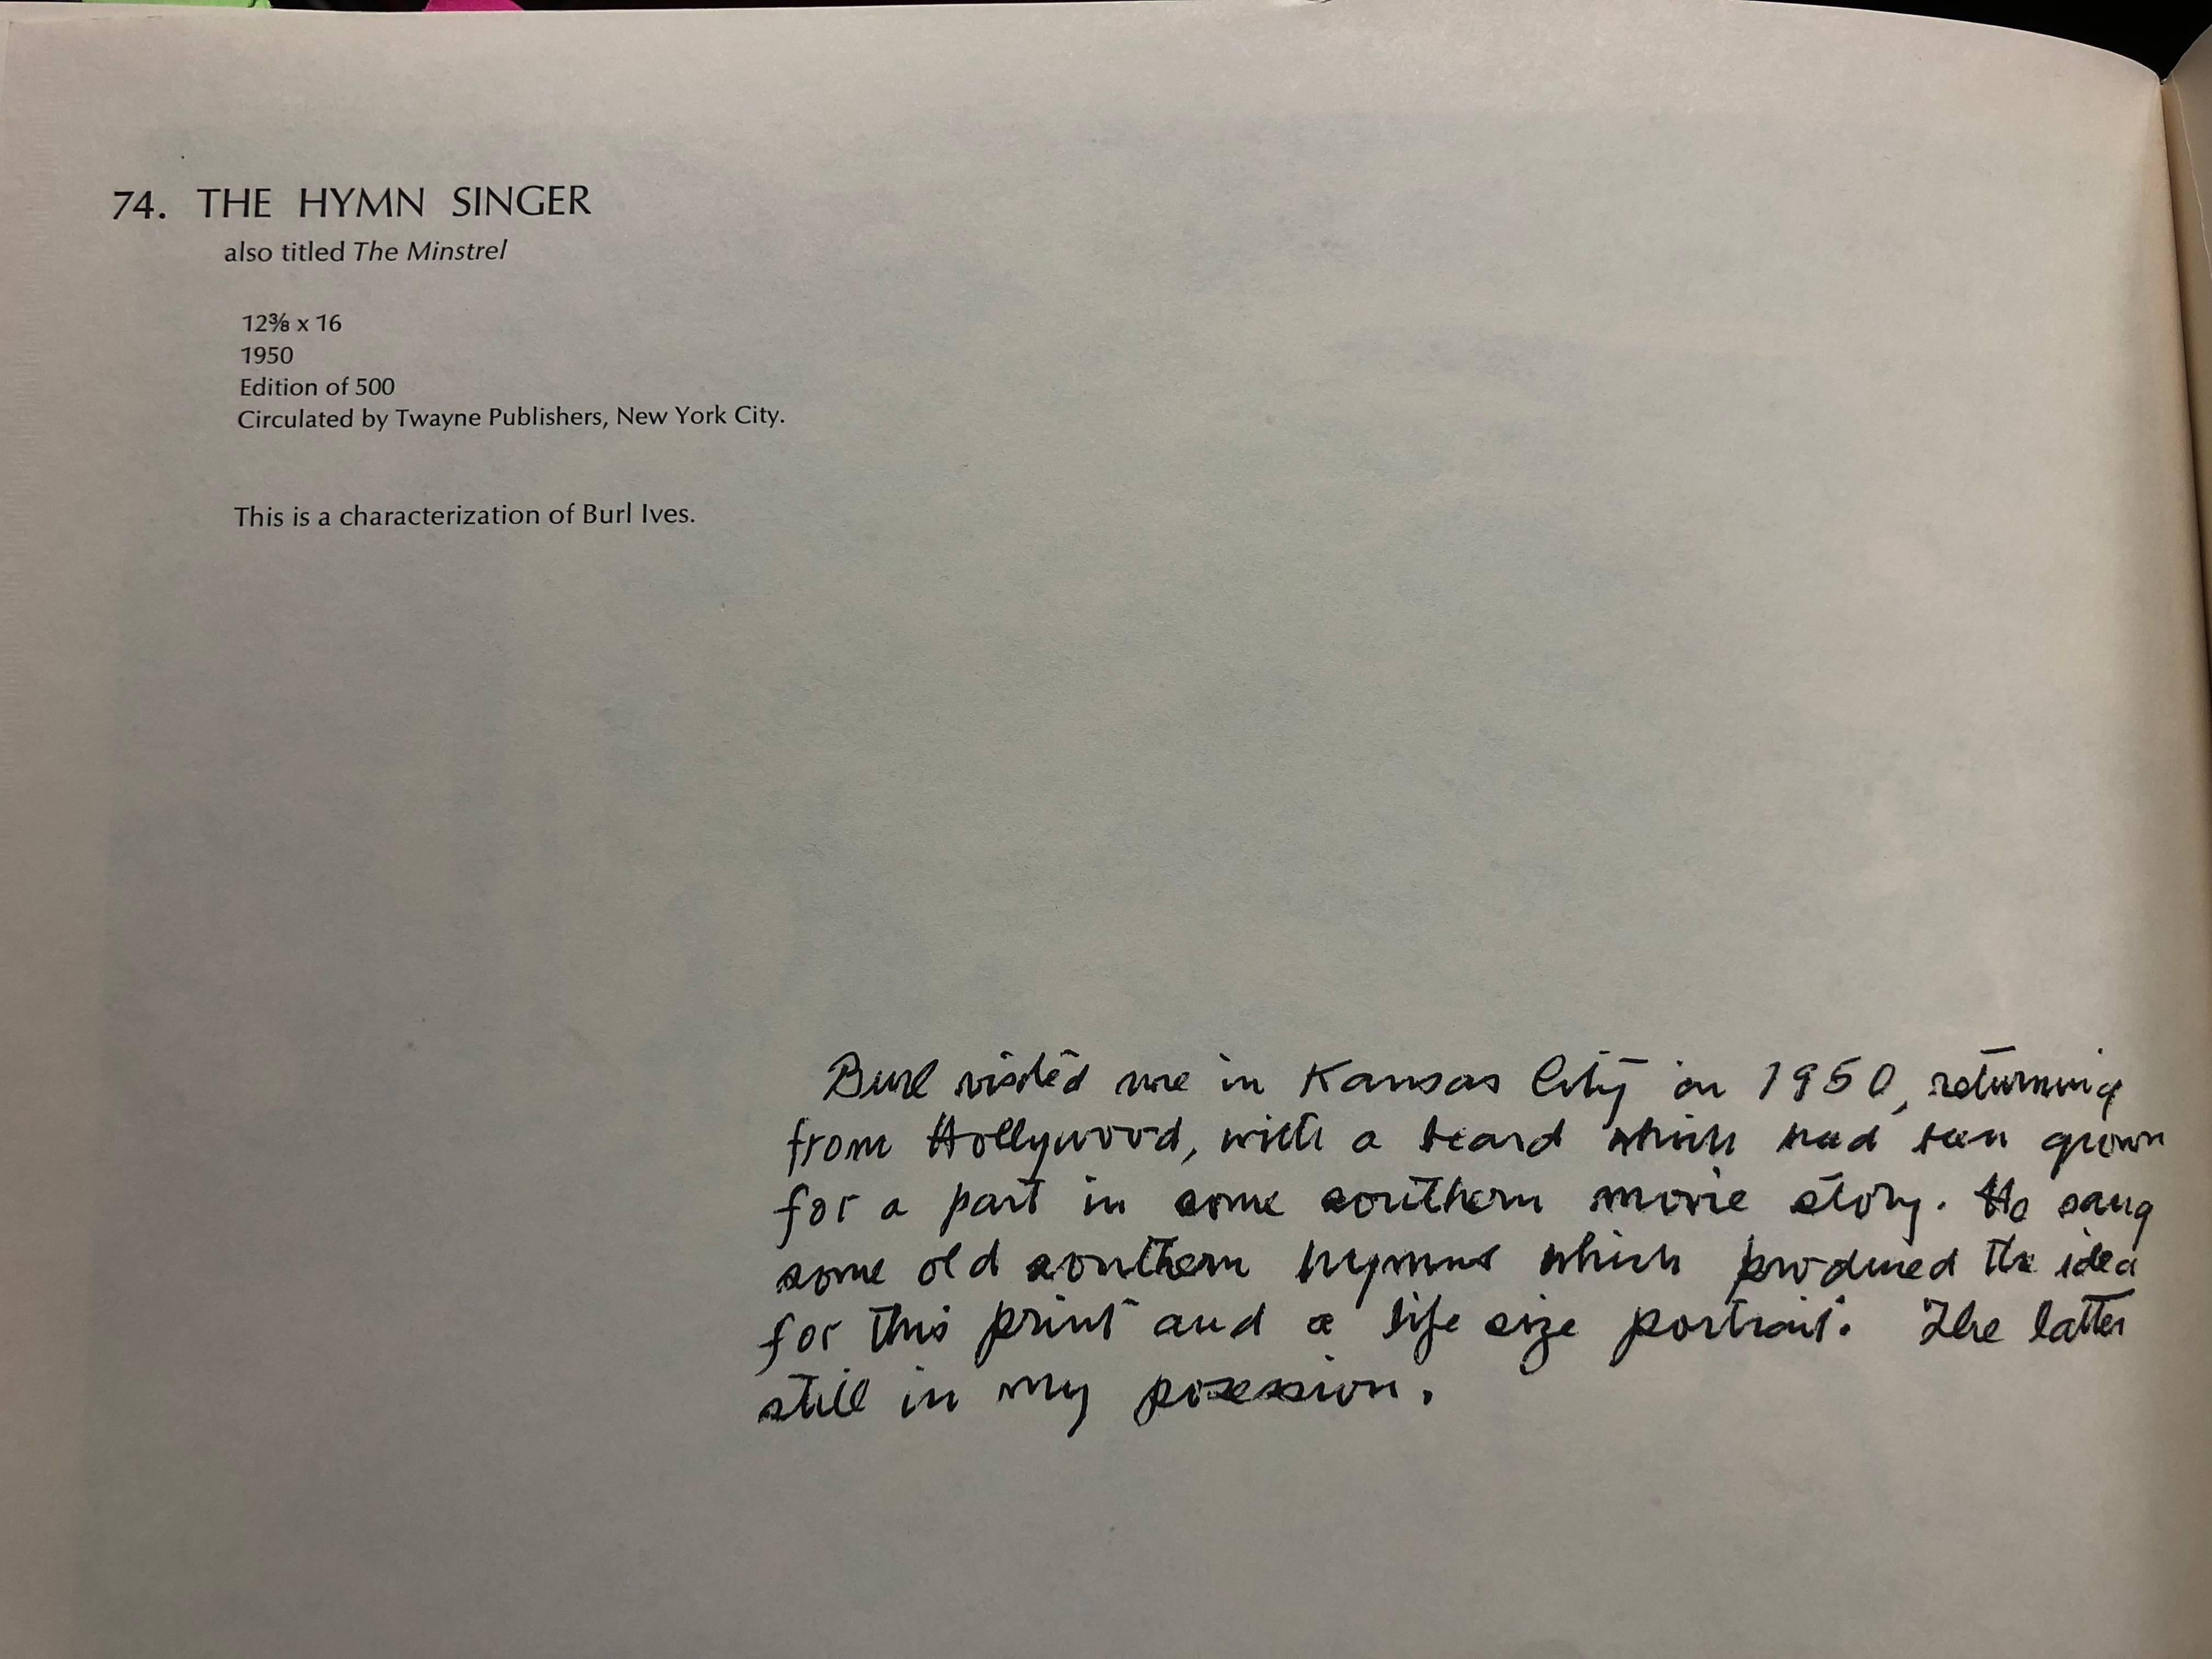 74. THE HYMN SINGER
also titled The Minstrel
12⅜ x 16
1950
Edition of 500
Circulated by Twayne Publishers, New York City.
This is a characterization of Burl Ives.
Burl visited me in Kansas City in 1950, returning
from Hollywood, with a beard which had been grown
for a part in some southern movie story. He sang
some old southern hymns which produced the idea
for this print and a life size portrait. The latter
still in my posession.